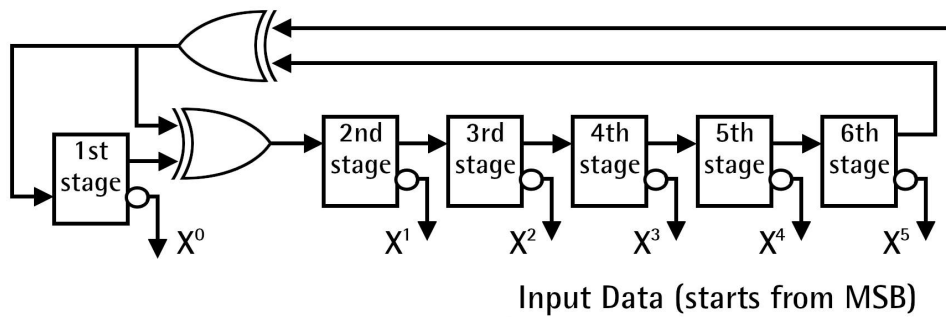 1st stage
2nd stage
3rd stage
4th stage
5th stage
6th stage
X⁰
X¹
X²
X³
X⁴
X⁵
Input Data (starts from MSB)